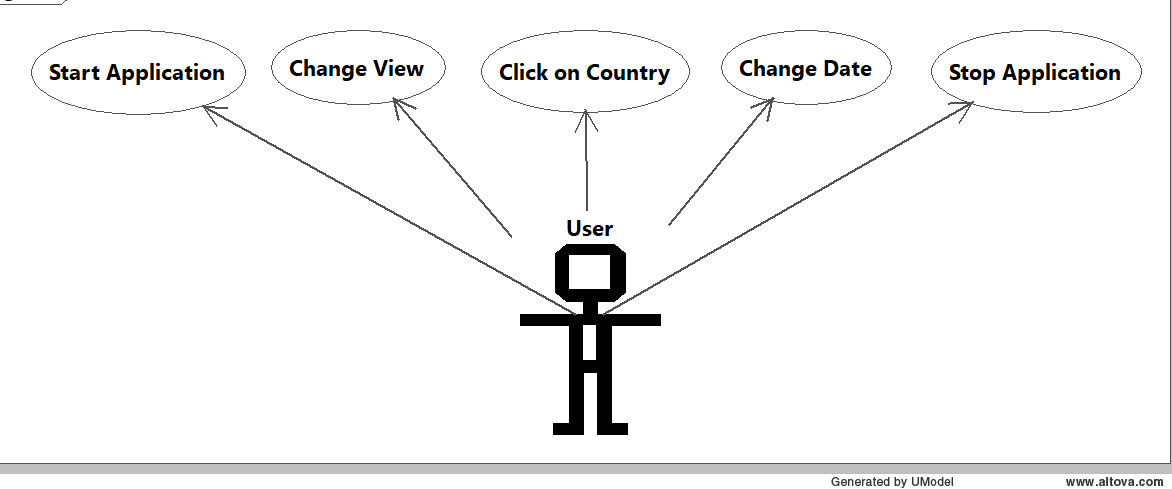 Start Application
Change View
Click on Country
Change Date
Stop Application
User
Generated by UModel
www.altova.com